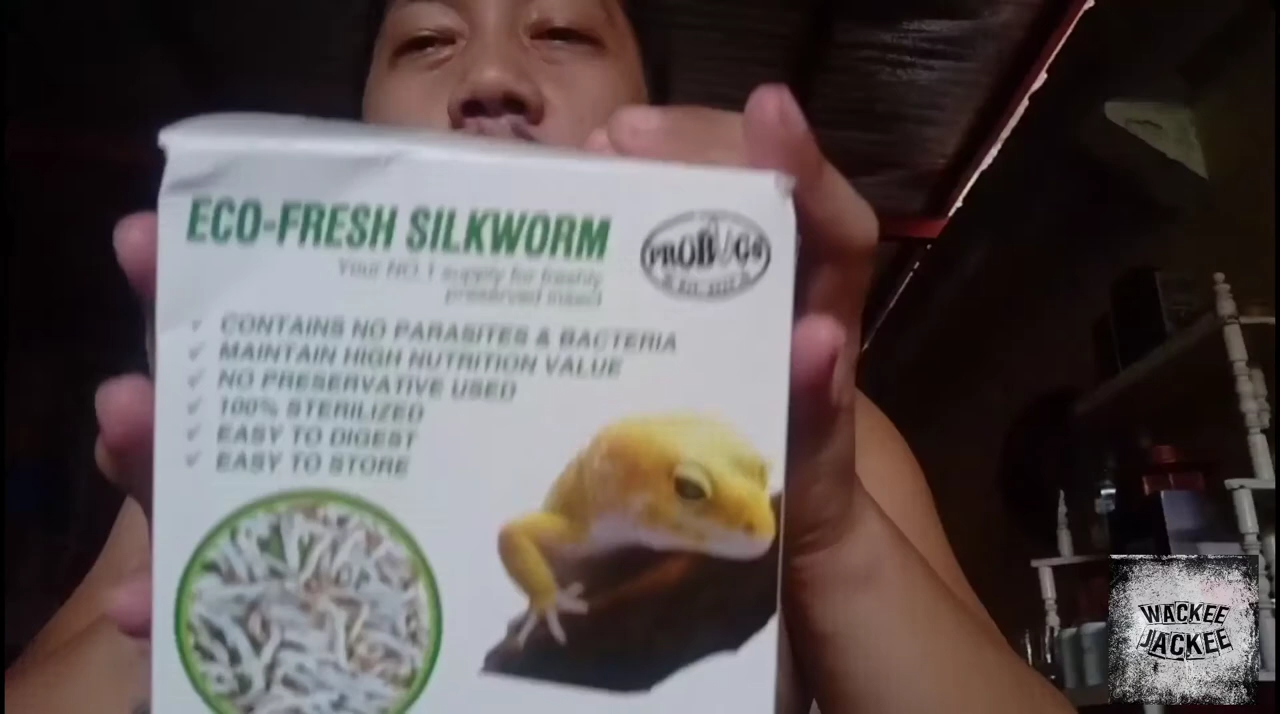 ECO-FRESH SILKWORM
PROBUGS
Your NO.1 supply for freshly
preserved insect
CONTAINS NO PARASITES & BACTERIA
MAINTAIN HIGH NUTRITION VALUE
NO PRESERVATIVE USED
100% STERILIZED
EASY TO DIGEST
EASY TO STORE
WACKEE
JACKEE